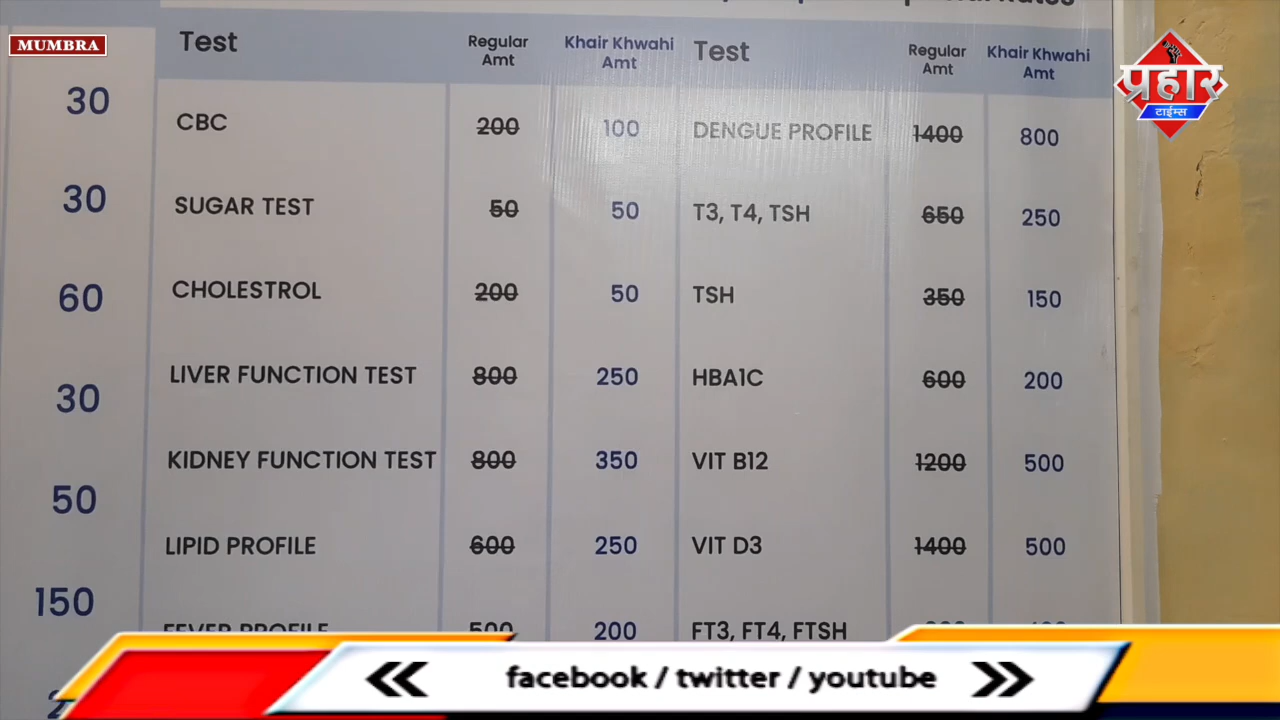 MUMBRA
प्रहार
टाईम्स
Test Regular Amt Khair Khwahi Amt Test Regular Amt Khair Khwahi Amt
30 CBC 200 100 DENGUE PROFILE 1400 800
30 SUGAR TEST 50 50 T3, T4, TSH 650 250
60 CHOLESTROL 200 50 TSH 350 150
30 LIVER FUNCTION TEST 800 250 HBA1C 600 200
50 KIDNEY FUNCTION TEST 800 350 VIT B12 1200 500
150 LIPID PROFILE 600 250 VIT D3 1400 500
FEVER PROFILE 500 200 FT3, FT4, FTSH
facebook / twitter / youtube